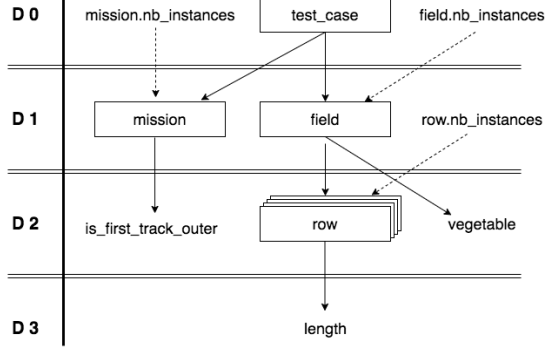 D 0
mission.nb_instances
test_case
field.nb_instances
D 1
mission
field
row.nb_instances
D 2
is_first_track_outer
row
vegetable
D 3
length